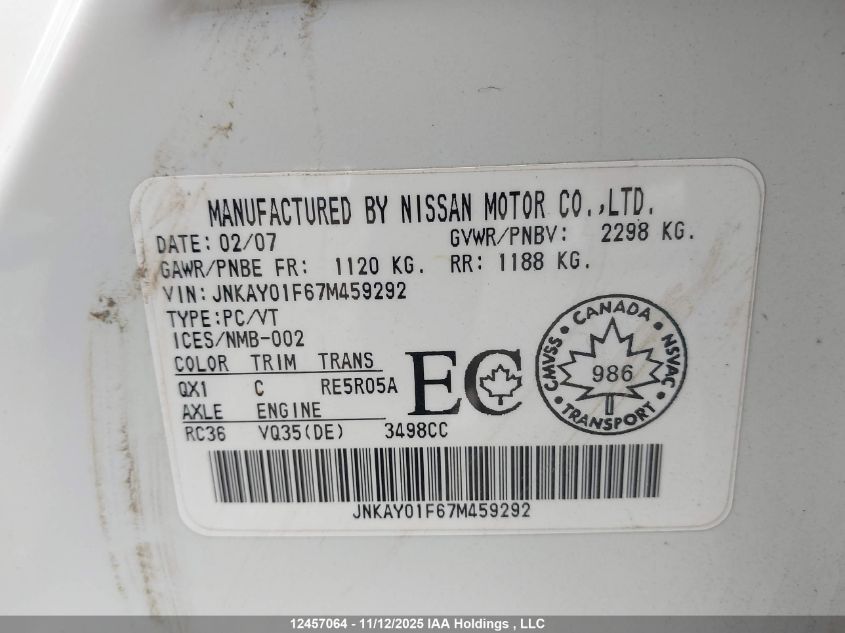 MANUFACTURED BY NISSAN MOTOR CO.,LTD.
DATE: 02/07 GVWR/PNBV: 2298 KG.
GAWR/PNBE FR: 1120 KG. RR: 1188 KG.
VIN: JNKAY01F67M459292
TYPE:PC/VT
ICES/NMB-002
COLOR TRIM TRANS
QX1 C RE5R05A
AXLE ENGINE
RC36 VQ35(DE) 3498CC
EC
CANADA
CMVSS
NSVAC
986
TRANSPORT
JNKAY01F67M459292
12457064 - 11/12/2025 IAA Holdings , LLC